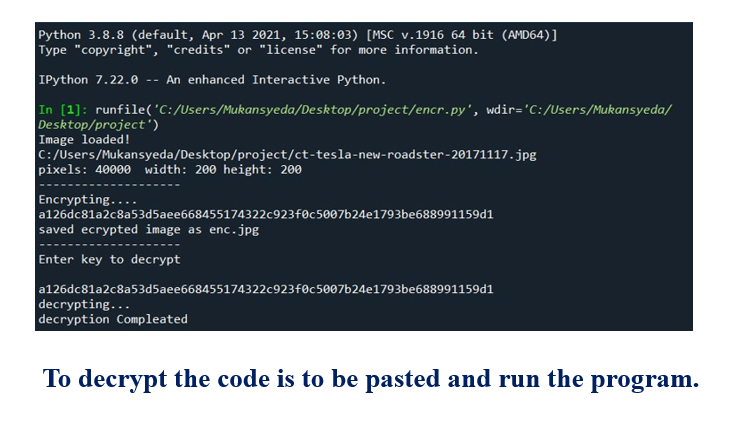 Python 3.8.8 (default, Apr 13 2021, 15:08:03) [MSC v.1916 64 bit (AMD64)]
Type "copyright", "credits" or "license" for more information.
IPython 7.22.0 -- An enhanced Interactive Python.
In [1]: runfile('C:/Users/Mukansyeda/Desktop/project/encr.py', wdir='C:/Users/Mukansyeda/
Desktop/project')
Image loaded!
C:/Users/Mukansyeda/Desktop/project/ct-tesla-new-roadster-20171117.jpg
pixels: 40000  width: 200 height: 200
--------------------
Encrypting....
a126dc81a2c8a53d5aee668455174322c923f0c5007b24e1793be688991159d1
saved ecrypted image as enc.jpg
--------------------
Enter key to decrypt
a126dc81a2c8a53d5aee668455174322c923f0c5007b24e1793be688991159d1
decrypting...
decryption Compleated
To decrypt the code is to be pasted and run the program.